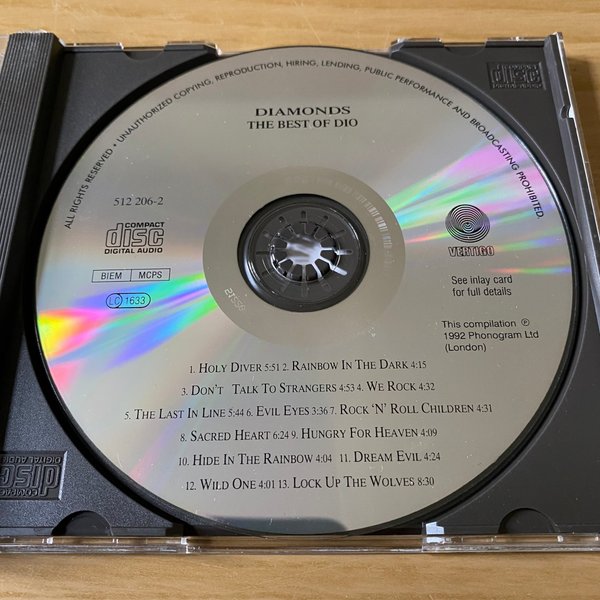 ALL RIGHTS RESERVED • UNAUTHORIZED COPYING, REPRODUCTION, HIRING, LENDING, PUBLIC PERFORMANCE AND BROADCASTING PROHIBITED.
DIAMONDS
THE BEST OF DIO
512 206-2
COMPACT
disc
DIGITAL AUDIO
BIEM MCPS
LC 1633
VERTIGO
See inlay card
for full details
This compilation ℗
1992 Phonogram Ltd
(London)
1. HOLY DIVER 5:51 2. RAINBOW IN THE DARK 4:15
3. DON'T TALK TO STRANGERS 4:53 4. WE ROCK 4:32
5. THE LAST IN LINE 5:44 6. EVIL EYES 3:36 7. ROCK 'N' ROLL CHILDREN 4:31
8. SACRED HEART 6:24 9. HUNGRY FOR HEAVEN 4:09
10. HIDE IN THE RAINBOW 4:04 11. DREAM EVIL 4:24
12. WILD ONE 4:01 13. LOCK UP THE WOLVES 8:30
COMPACT
disc
DIGITAL AUDIO
disc